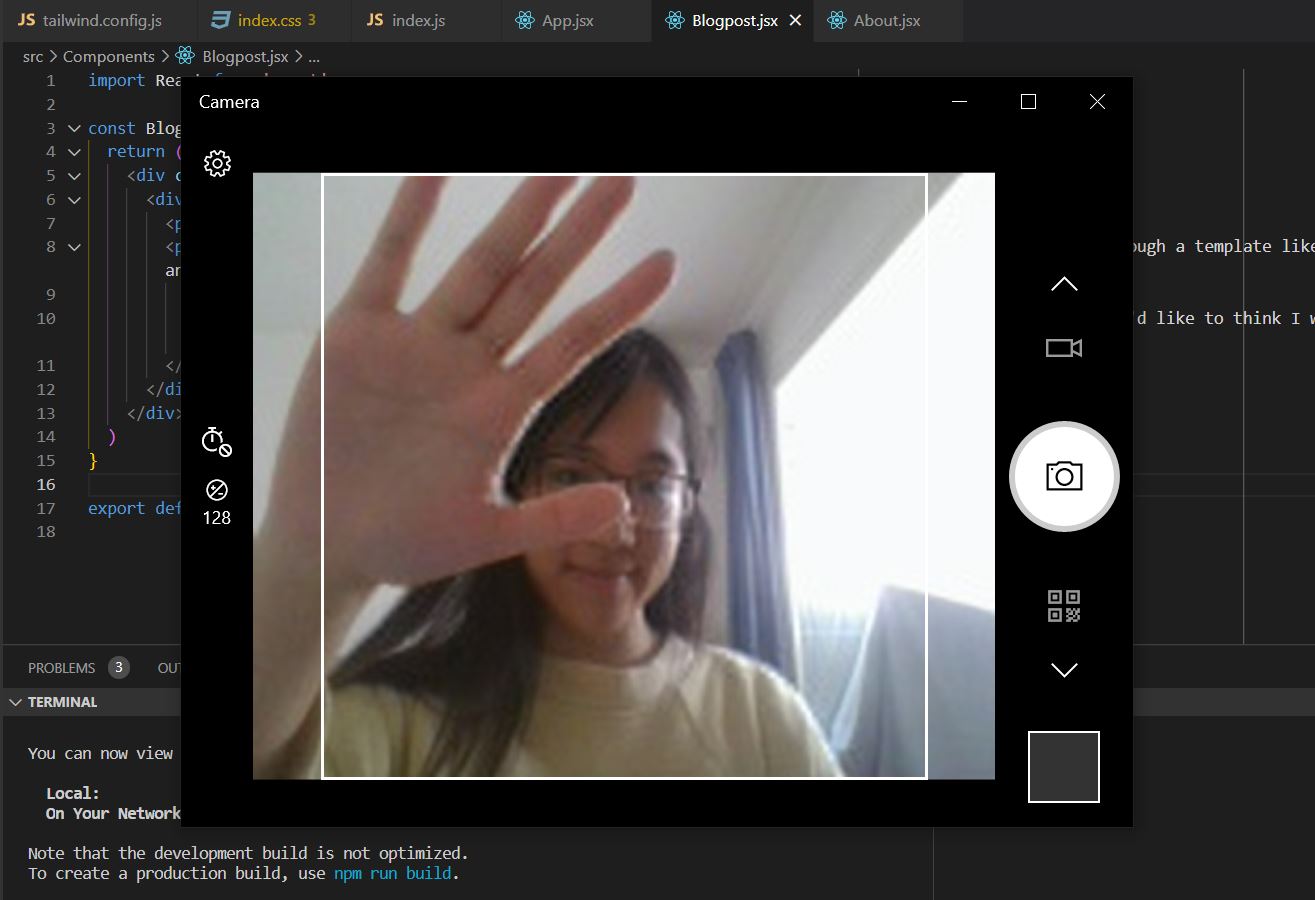 JS tailwind.config.js index.css 3 JS index.js App.jsx Blogpost.jsx About.jsx
src > Components > Blogpost.jsx > ...
1 import Rea
2
3 const Blog
4 return (
5 <div c
6 <div
7 <p
8 <p ough a template like
an
9
10 'd like to think I w
11 </
12 </di
13 </div>
14 )
15 }
16
17 export def
18
Camera
128
PROBLEMS 3 OUT
TERMINAL
You can now view
Local:
On Your Network
Note that the development build is not optimized.
To create a production build, use npm run build.